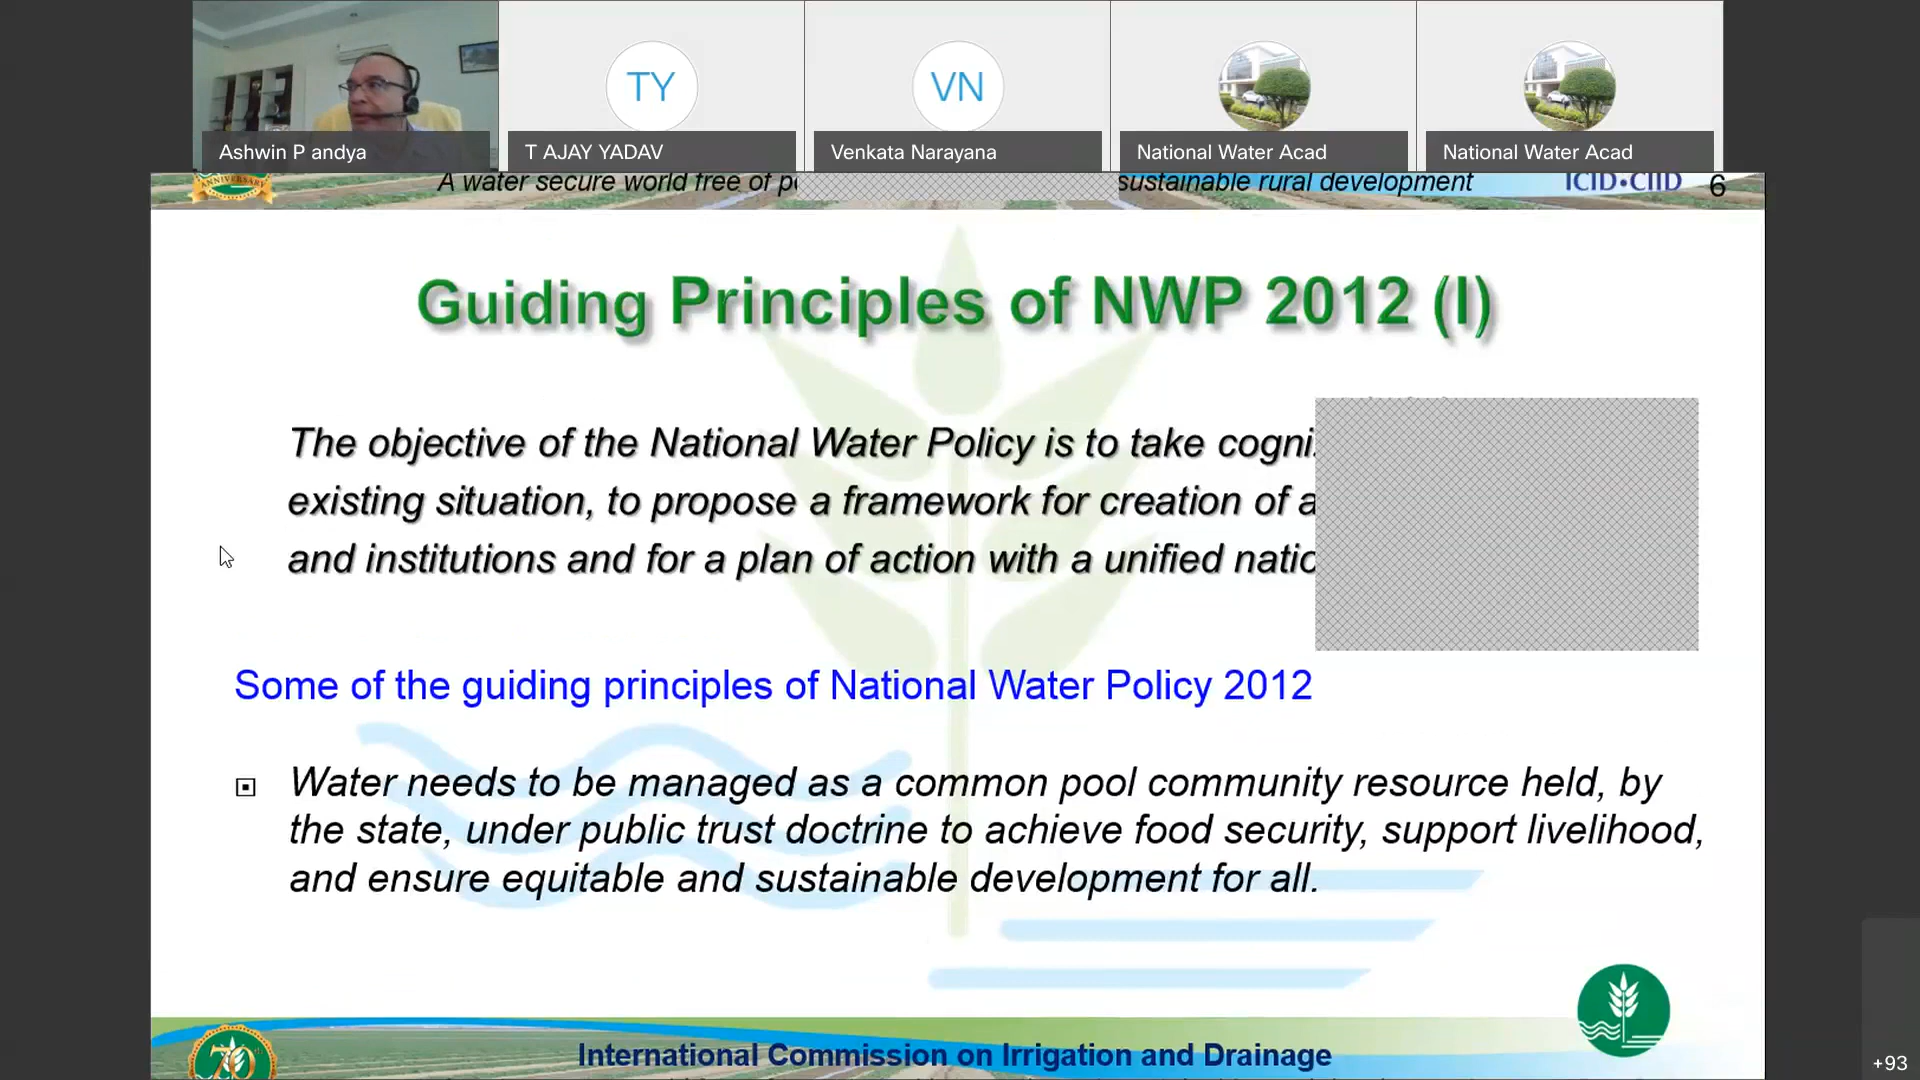 TY
VN
Ashwin P andya
T AJAY YADAV
Venkata Narayana
National Water Acad
National Water Acad
ANNIVERSARY
A water secure world free of
sustainable rural development
ICID•CIID
6
Guiding Principles of NWP 2012 (I)
The objective of the National Water Policy is to take
existing situation, to propose a framework for creation of
and institutions and for a plan of action with a unified
Some of the guiding principles of National Water Policy 2012
Water needs to be managed as a common pool community resource held, by
the state, under public trust doctrine to achieve food security, support livelihood,
and ensure equitable and sustainable development for all.
70
International Commission on Irrigation and Drainage
+93